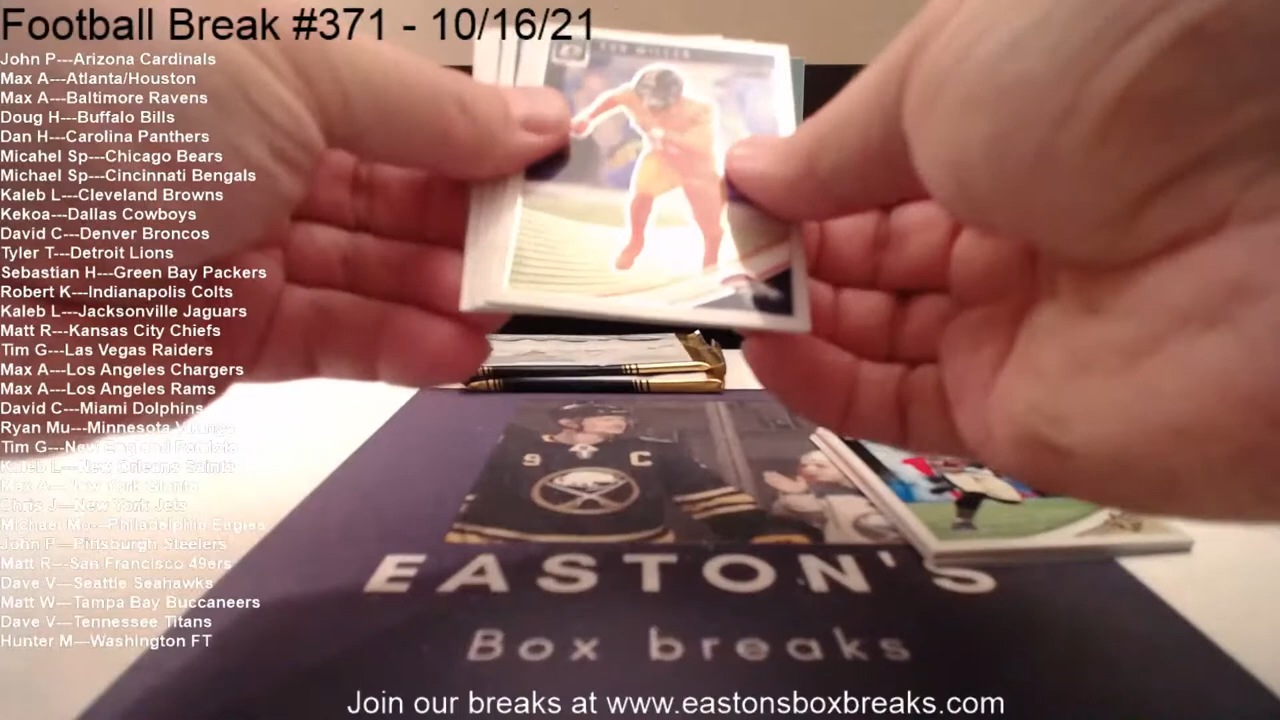 Football Break #371 - 10/16/21
John P---Arizona Cardinals
Max A---Atlanta/Houston
Max A---Baltimore Ravens
Doug H---Buffalo Bills
Dan H---Carolina Panthers
Micahel Sp---Chicago Bears
Michael Sp---Cincinnati Bengals
Kaleb L---Cleveland Browns
Kekoa---Dallas Cowboys
David C---Denver Broncos
Tyler T---Detroit Lions
Sebastian H---Green Bay Packers
Robert K---Indianapolis Colts
Kaleb L---Jacksonville Jaguars
Matt R---Kansas City Chiefs
Tim G---Las Vegas Raiders
Max A---Los Angeles Chargers
Max A---Los Angeles Rams
David C---Miami Dolphins
Ryan Mu---Minnesota Vikings
Tim G---New England Patriots
Kaleb L---New Orleans Saints
Max A---New York Giants
Chris J---New York Jets
Michael Mo---Philadelphia Eagles
John P---Pittsburgh Steelers
Matt R---San Francisco 49ers
Dave V---Seattle Seahawks
Matt W---Tampa Bay Buccaneers
Dave V---Tennessee Titans
Hunter M---Washington FT
9 C
EASTON'S
Box breaks
Join our breaks at www.eastonsboxbreaks.com